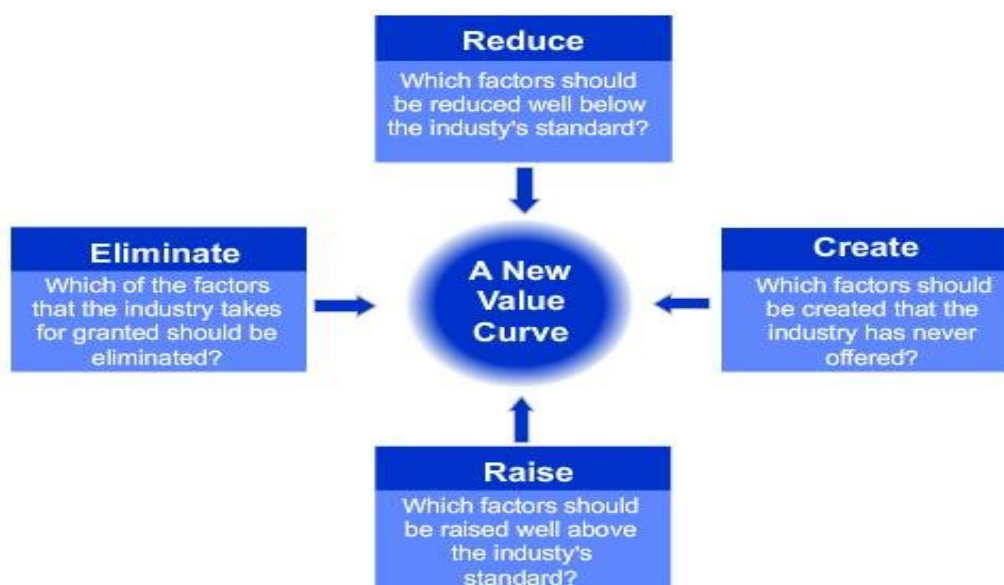 Reduce
Which factors should
be reduced well below
the industy's standard?
Eliminate
Which of the factors
that the industry takes
for granted should be
eliminated?
A New
Value
Curve
Create
Which factors should
be created that the
industry has never
offered?
Raise
Which factors should
be raised well above
the industy's
standard?